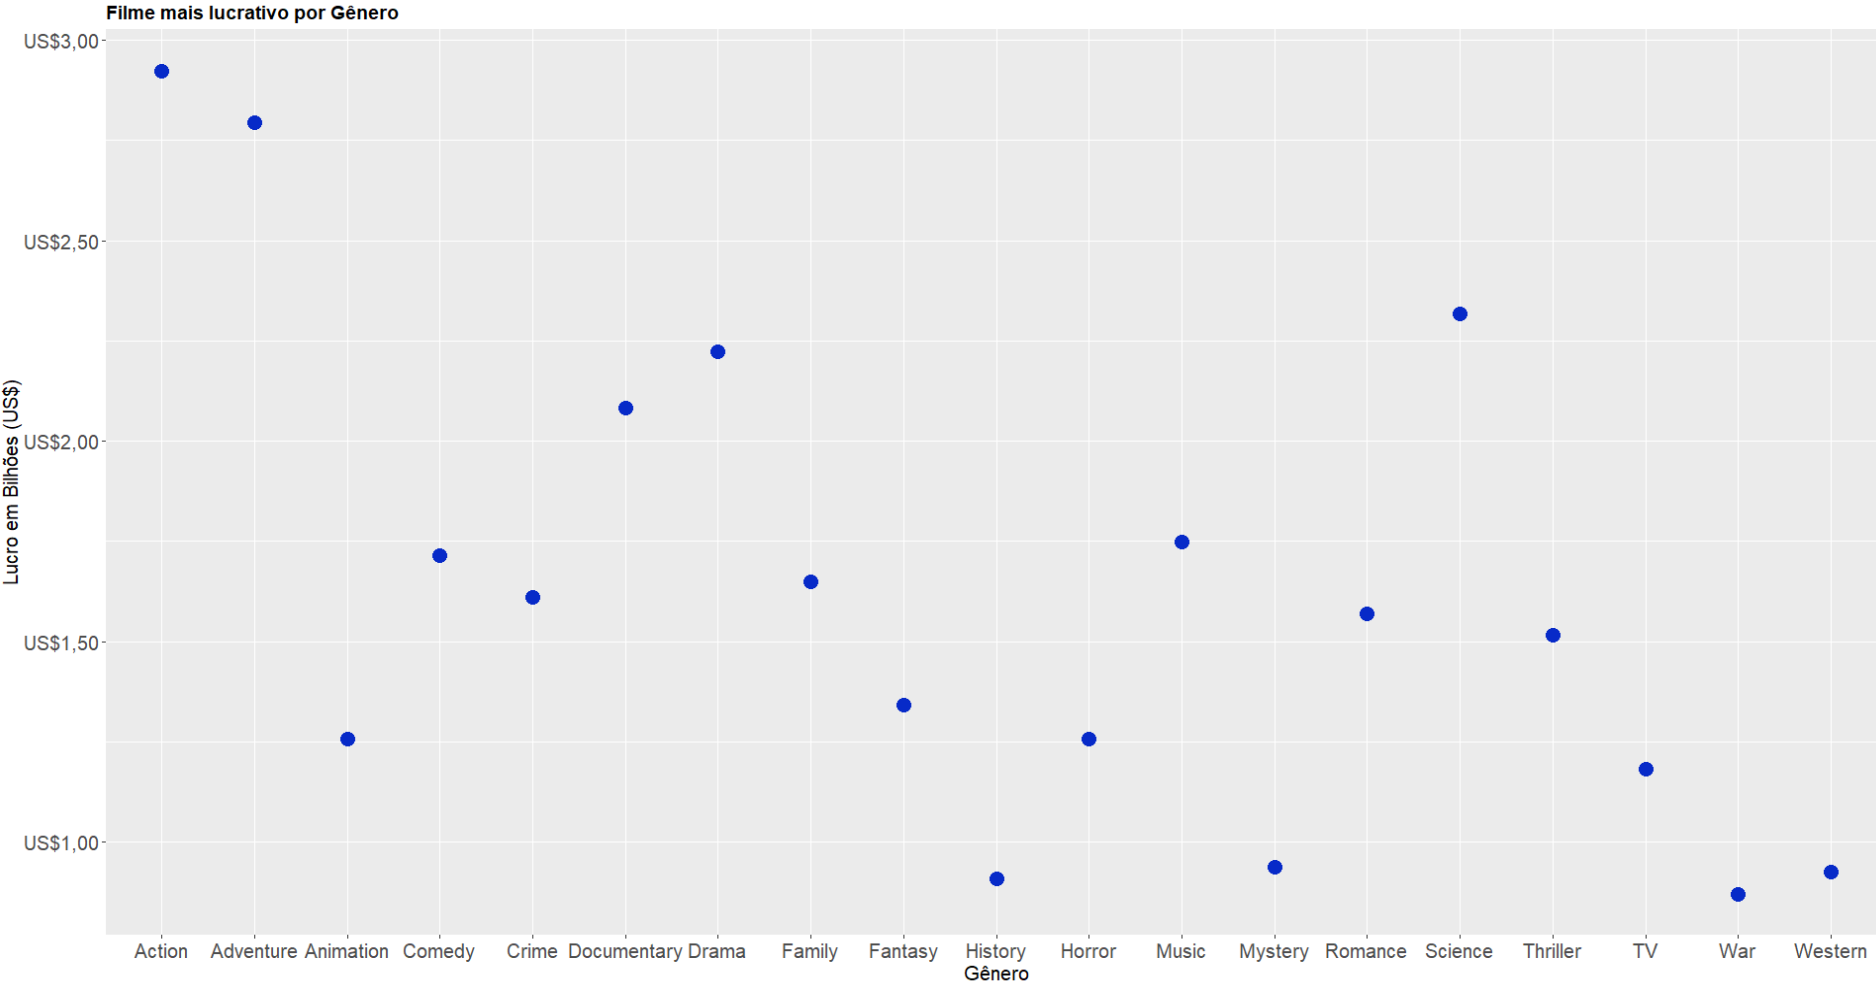 Filme mais lucrativo por Gênero
US$3,00
US$2,50
US$2,00
US$1,50
US$1,00
Lucro em Bilhões (US$)
Action Adventure Animation Comedy Crime Documentary Drama Family Fantasy History Horror Music Mystery Romance Science Thriller TV War Western
Gênero